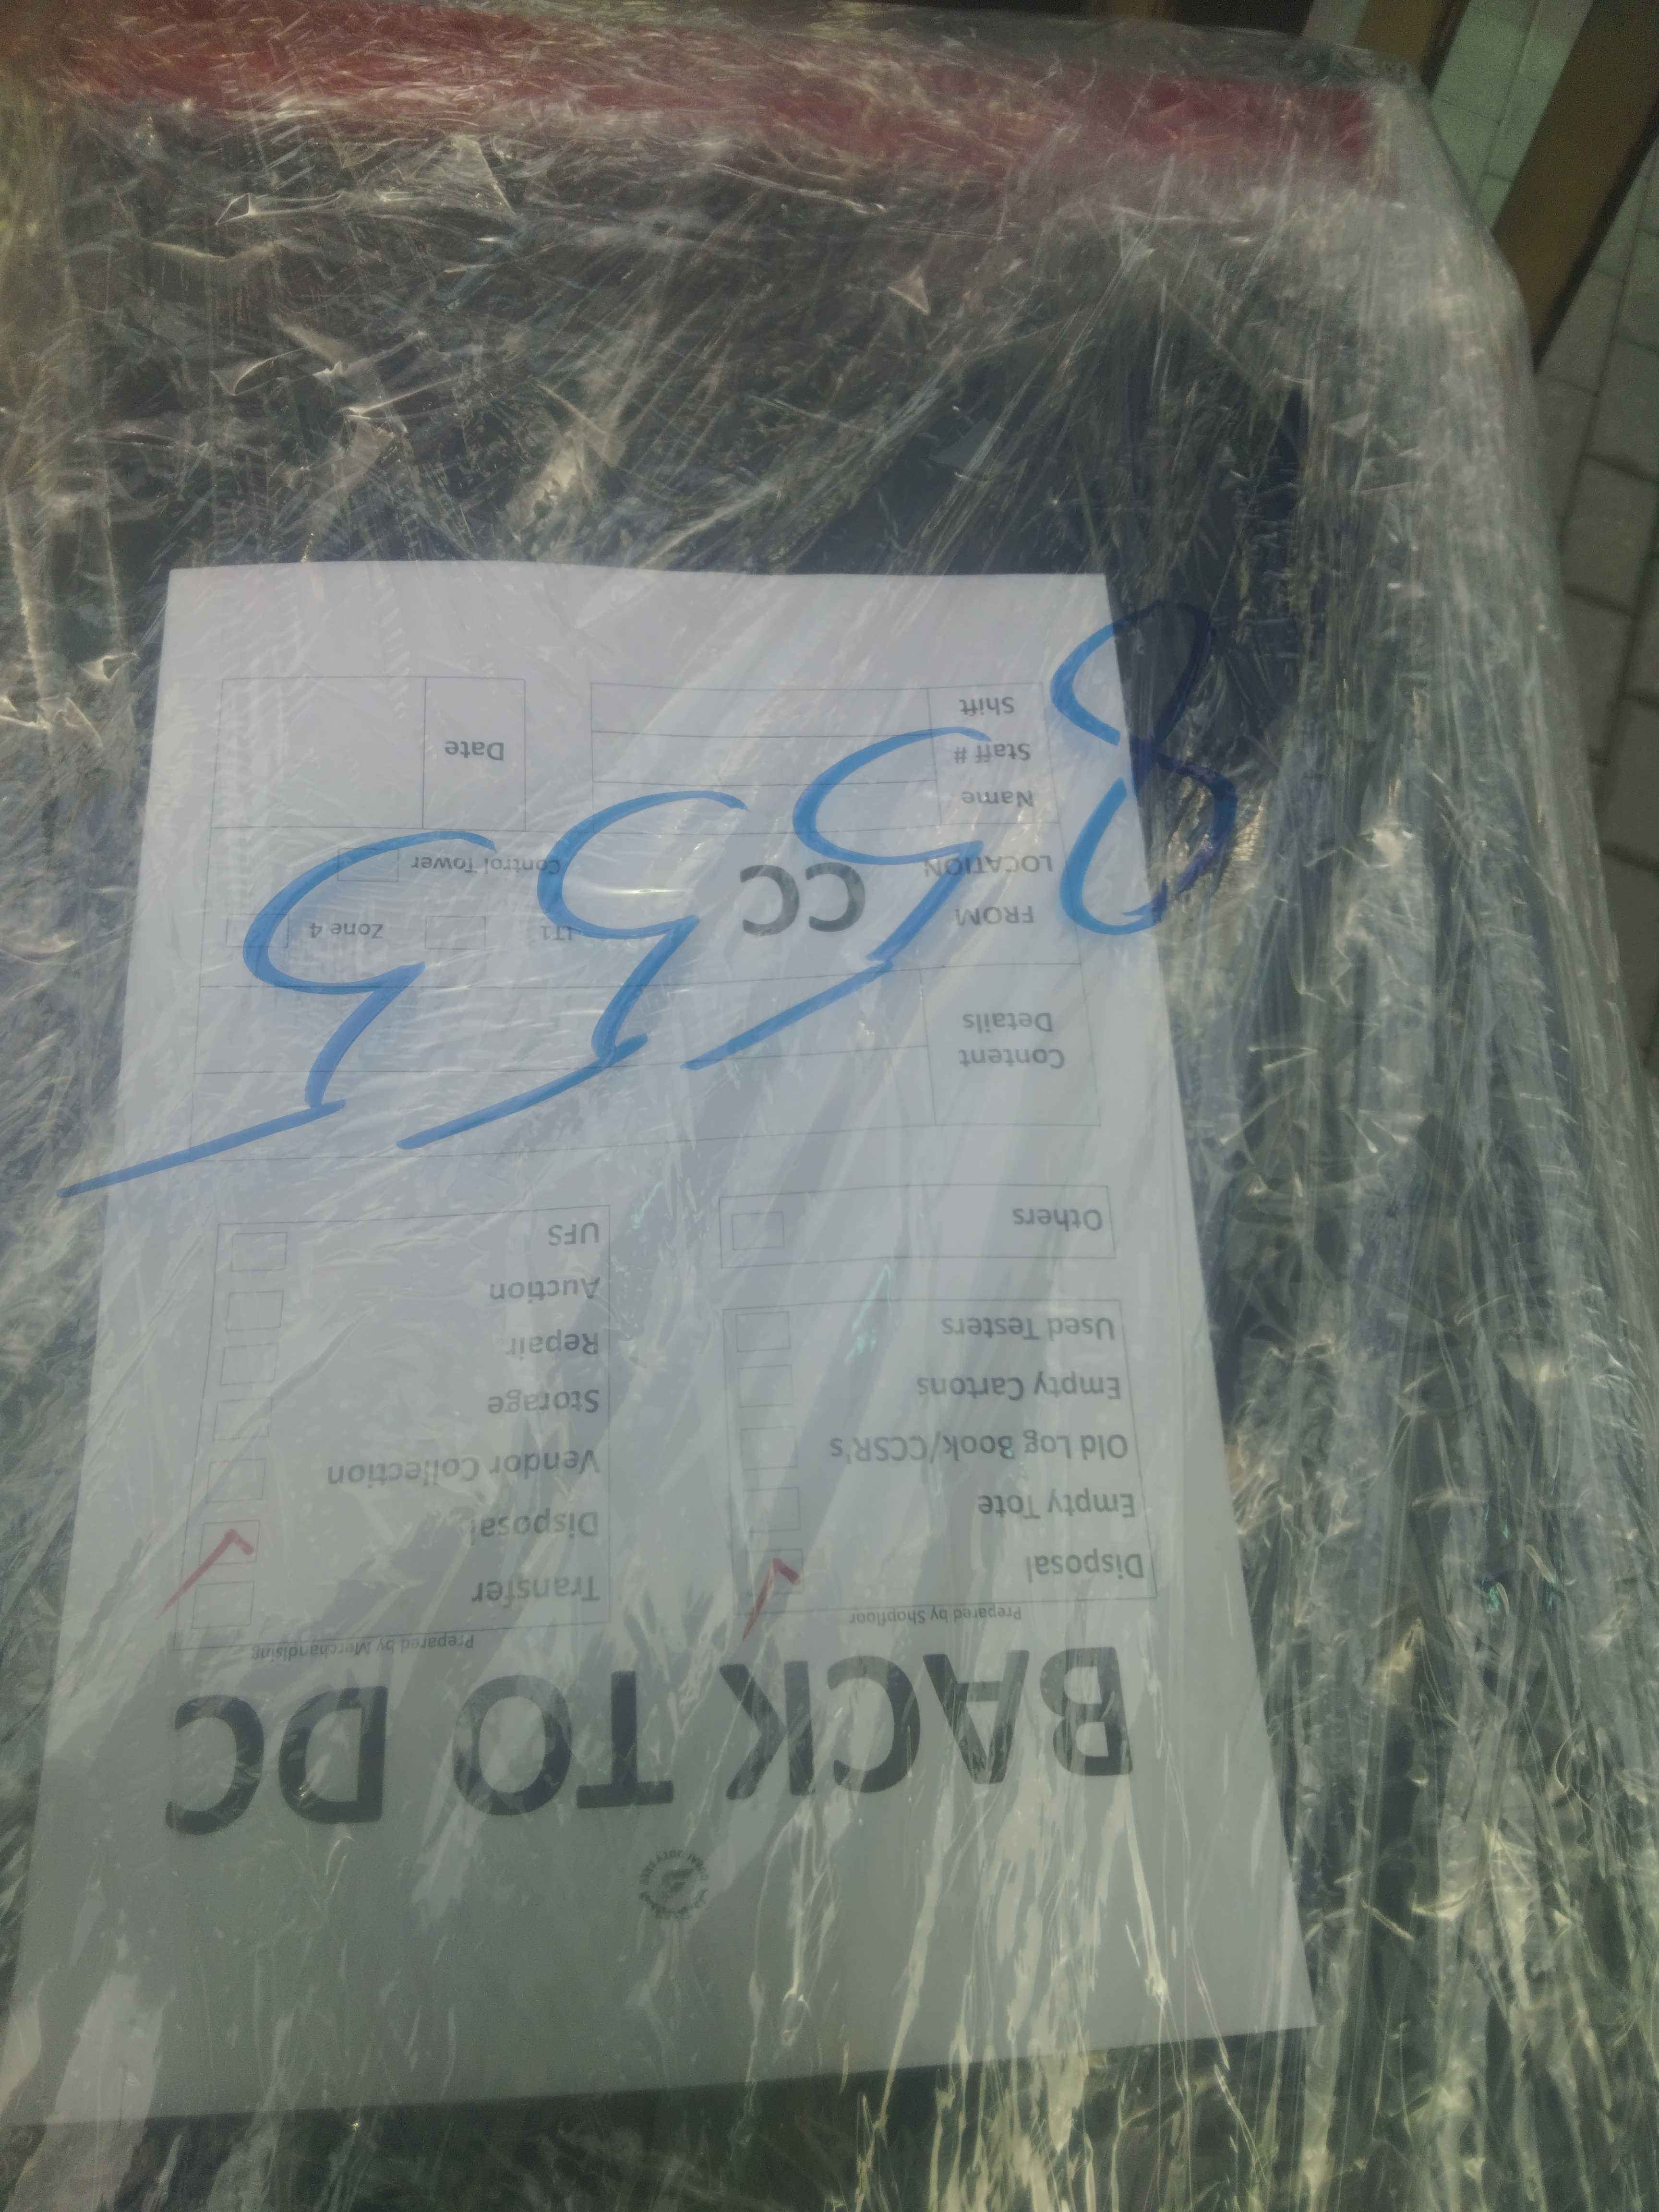 BACK TO DC
Prepared by Shopfloor
Disposal
Empty Tote
Old Log Book/CCSR's
Empty Cartons
Used Testers
Others
Prepared by Merchandising
Transfer
Disposal
Vendor Collection
Storage
Repair
Auction
UFS
Content
Details
FROM
LOCATION
CC
LT1
Zone 4
Control Tower
Name
Staff #
Shift
Date
8555